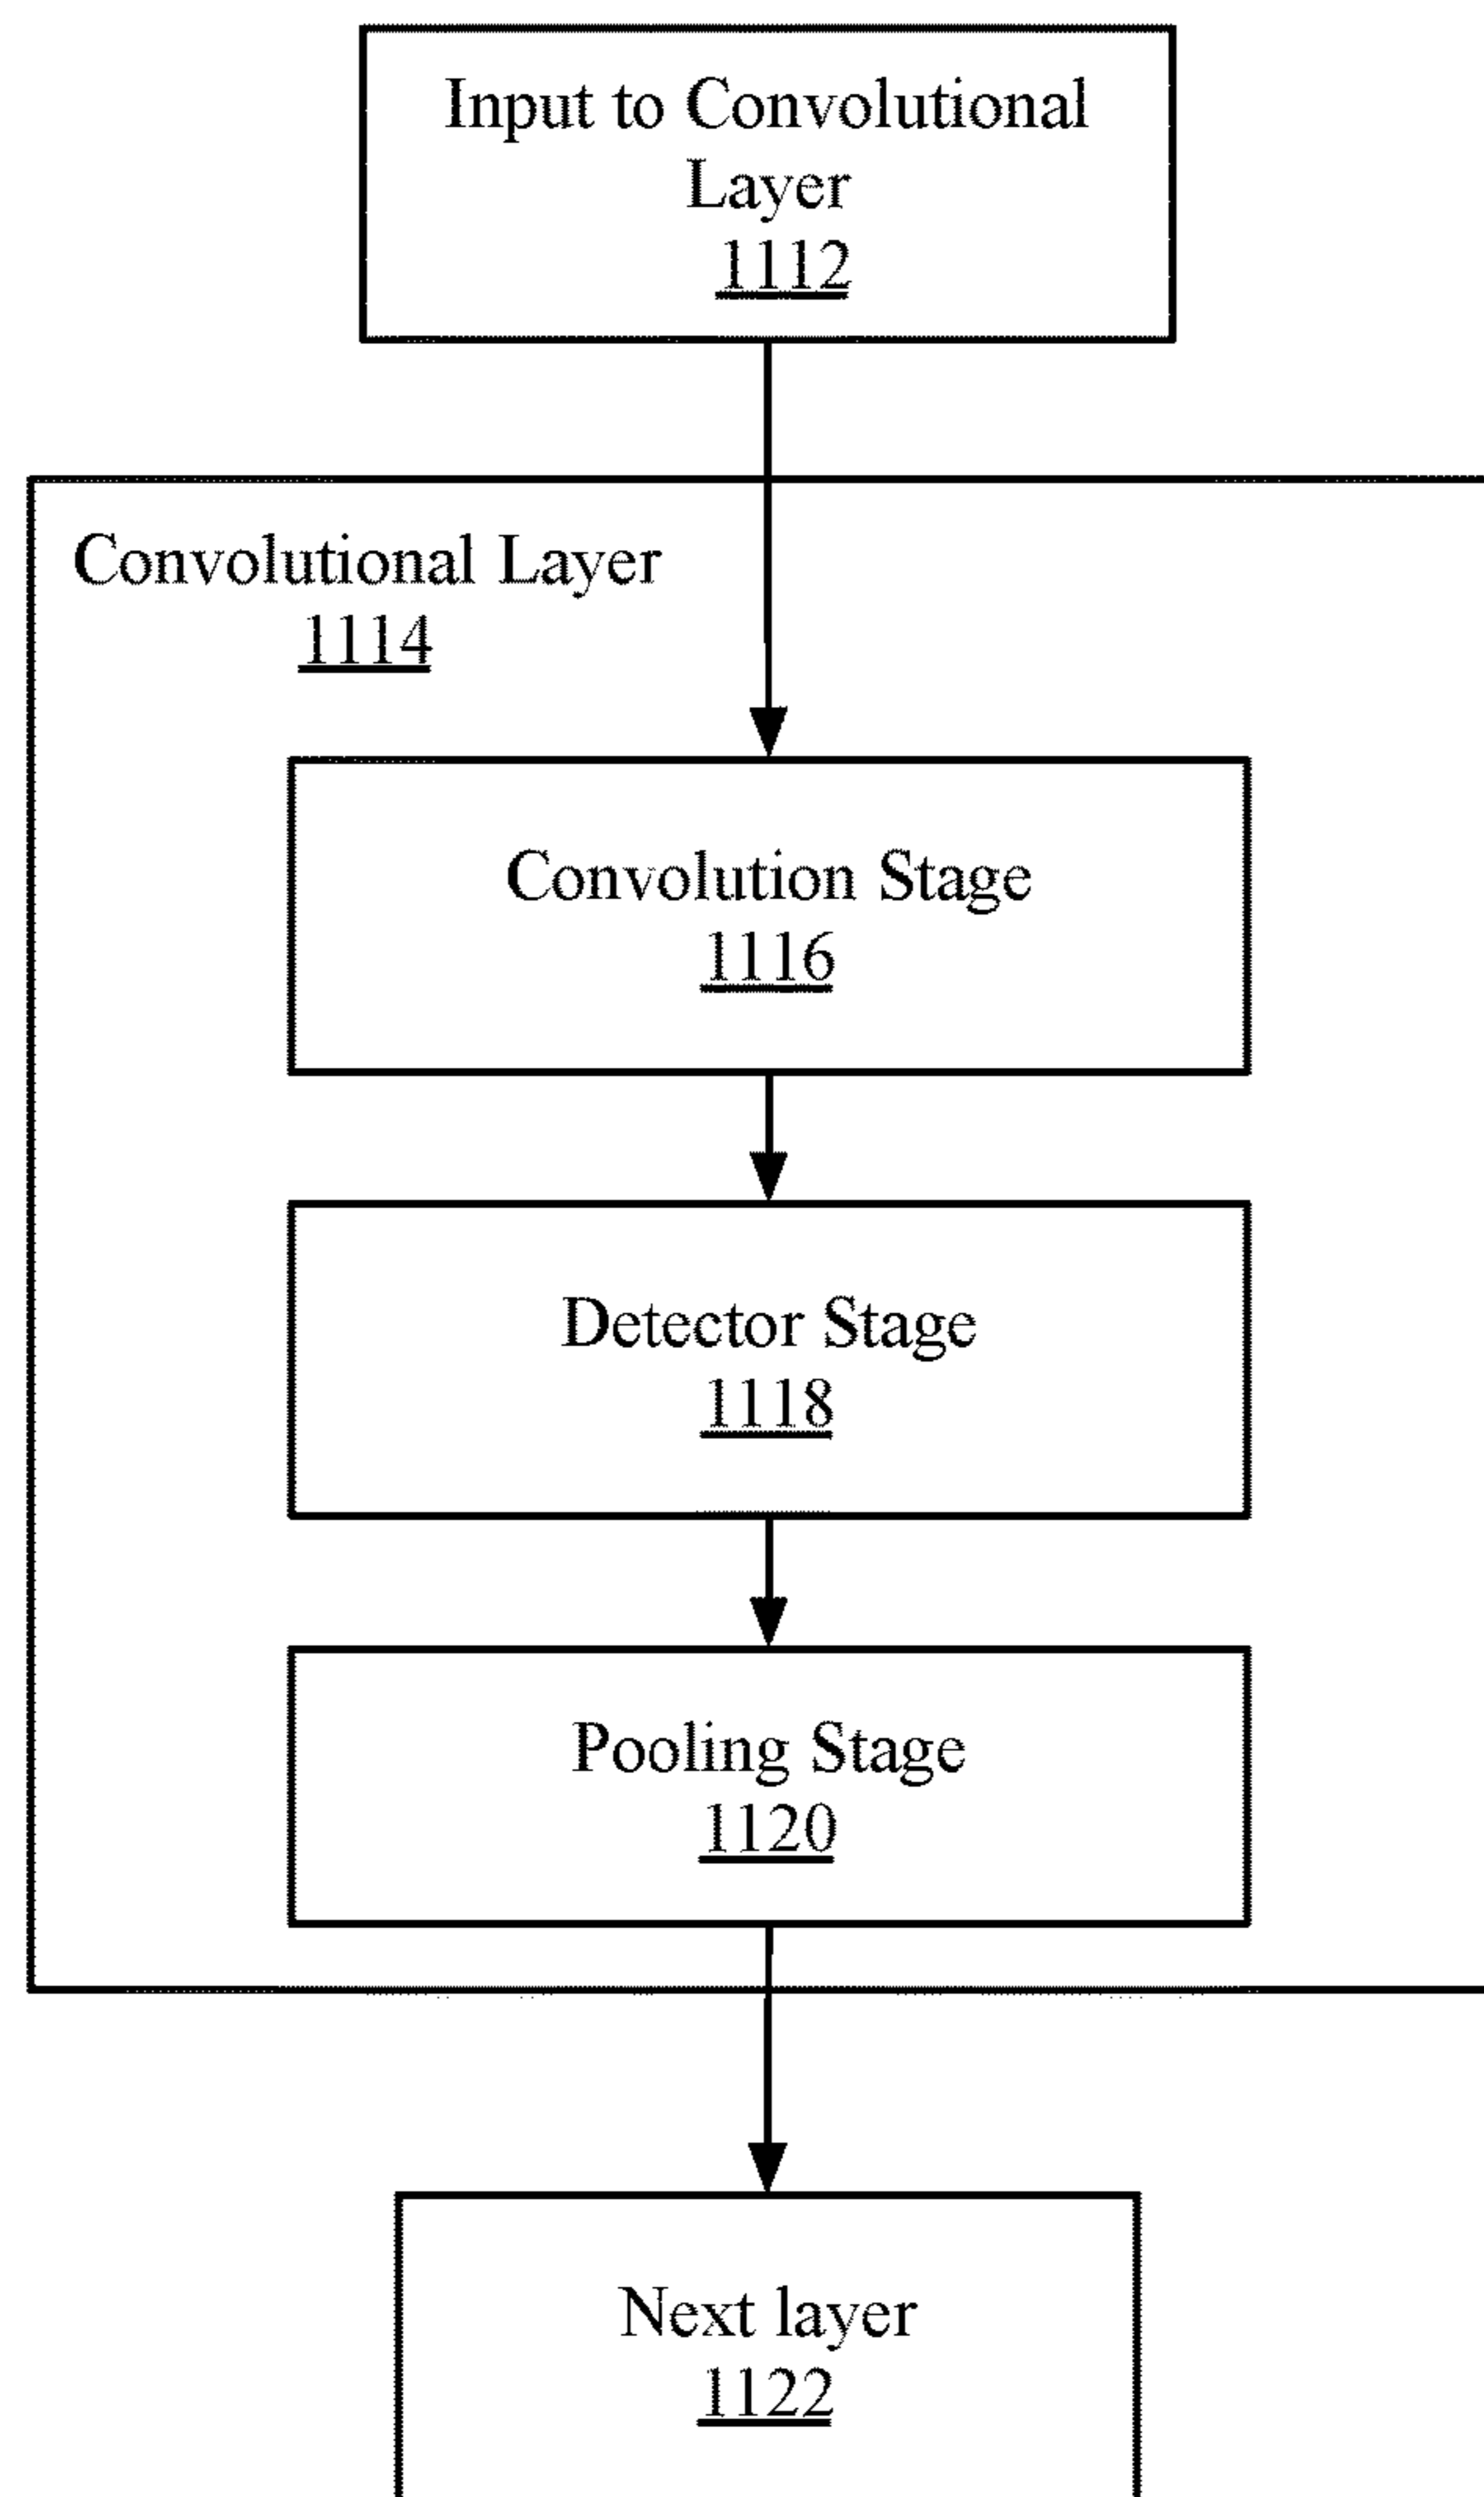 Input to Convolutional
Layer
1112
Convolutional Layer
1114
Convolution Stage
1116
Detector Stage
1118
Pooling Stage
1120
Next layer
1122